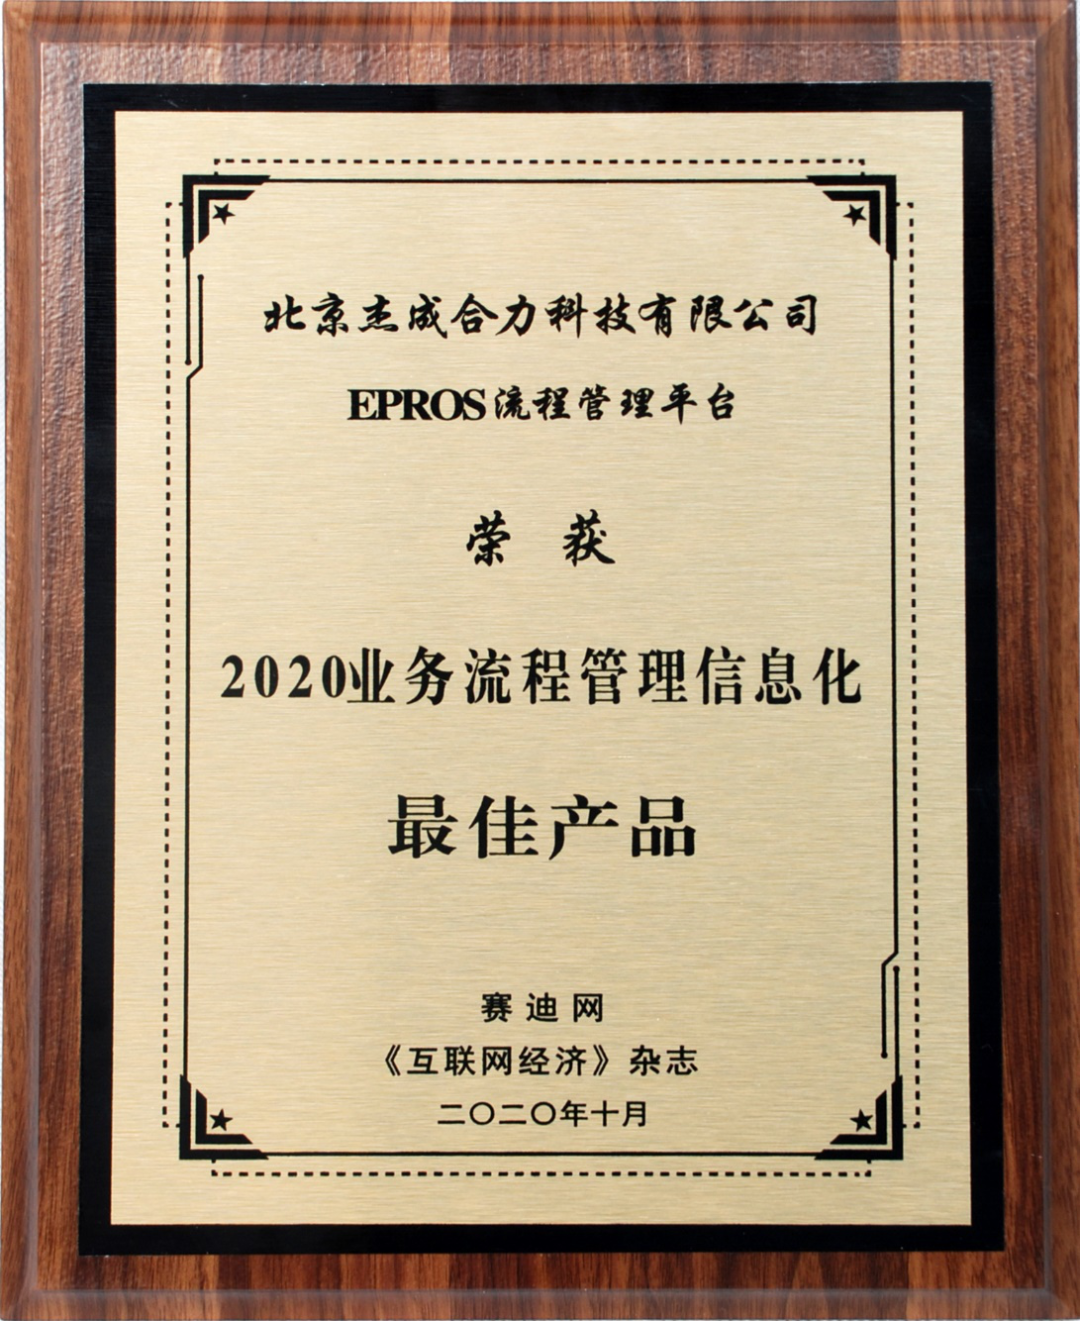 北京杰成合力科技有限公司
EPROS流程管理平台
荣 获
2020业务流程管理信息化
最佳产品
赛迪网
《互联网经济》杂志
二〇二〇年十月